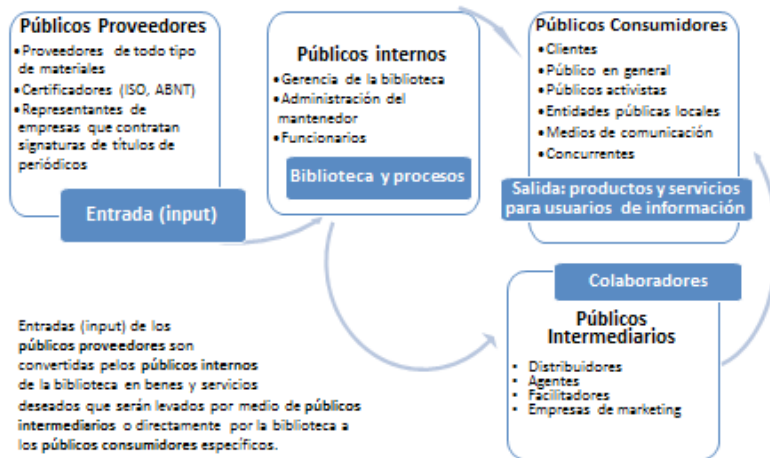 Públicos Proveedores
•Proveedores de todo tipo
de materiales
•Certificadores (ISO, ABNT)
•Representantes de
empresas que contratan
signaturas de títulos de
periódicos
Entrada (input)
Públicos internos
•Gerencia de la biblioteca
•Administración del
mantenedor
•Funcionarios
Biblioteca y procesos
Públicos Consumidores
•Clientes
•Público en general
•Públicos activistas
•Entidades públicas locales
•Medios de comunicación
•Concurrentes
Salida: productos y servicios
para usuarios de información
Colaboradores
Públicos
Intermediarios
• Distribuidores
• Agentes
• Facilitadores
• Empresas de marketing
Entradas (input) de los
públicos proveedores son
convertidas pelos públicos internos
de la biblioteca en benes y servicios
deseados que serán levados por medio de públicos
intermediarios o directamente por la biblioteca a
los públicos consumidores específicos.